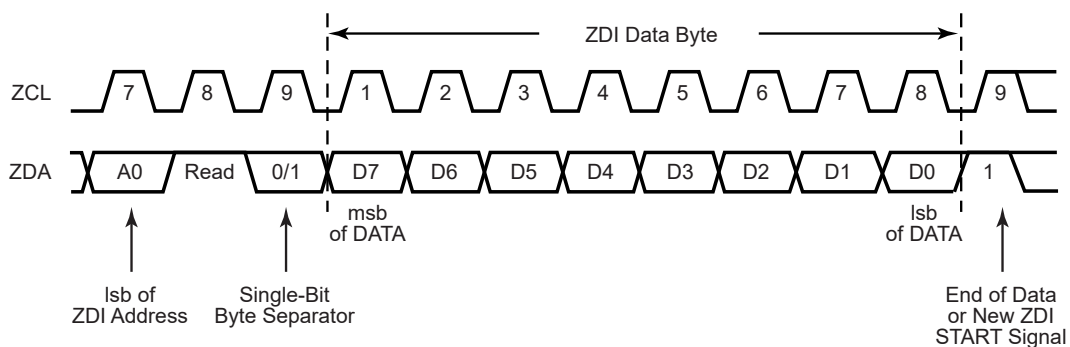 ZDI Data Byte
ZCL 7 8 9 1 2 3 4 5 6 7 8 9
ZDA A0 Read 0/1 D7 D6 D5 D4 D3 D2 D1 D0 1
msb
of DATA
lsb
of DATA
lsb of
ZDI Address
Single-Bit
Byte Separator
End of Data
or New ZDI
START Signal